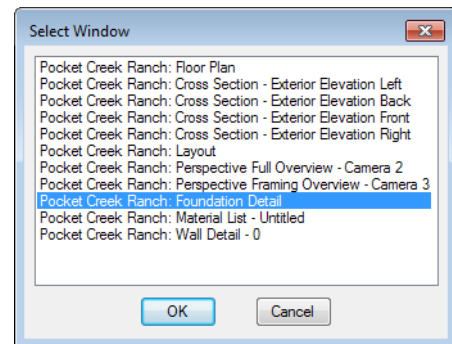 Select Window
Pocket Creek Ranch: Floor Plan
Pocket Creek Ranch: Cross Section - Exterior Elevation Left
Pocket Creek Ranch: Cross Section - Exterior Elevation Back
Pocket Creek Ranch: Cross Section - Exterior Elevation Front
Pocket Creek Ranch: Cross Section - Exterior Elevation Right
Pocket Creek Ranch: Layout
Pocket Creek Ranch: Perspective Full Overview - Camera 2
Pocket Creek Ranch: Perspective Framing Overview - Camera 3
Pocket Creek Ranch: Foundation Detail
Pocket Creek Ranch: Material List - Untitled
Pocket Creek Ranch: Wall Detail - 0
OK Cancel